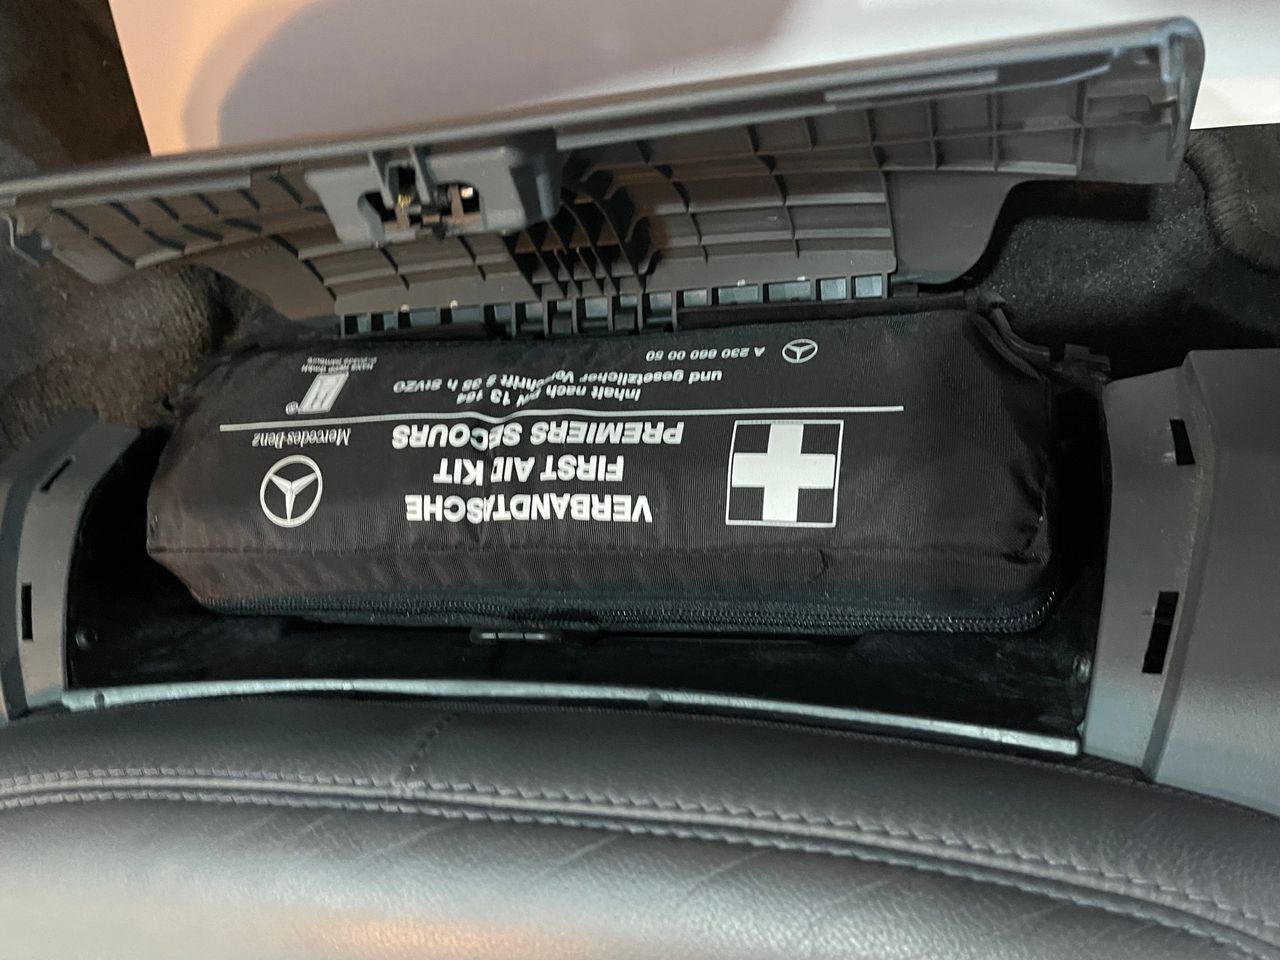 VERBANDTASCHE
FIRST AID KIT
PREMIERS SECOURS
Mercedes-Benz
Inhalt nach DIN 13 164
und gesetzlicher Vorschrift § 35 h StVZO
A 230 860 00 50